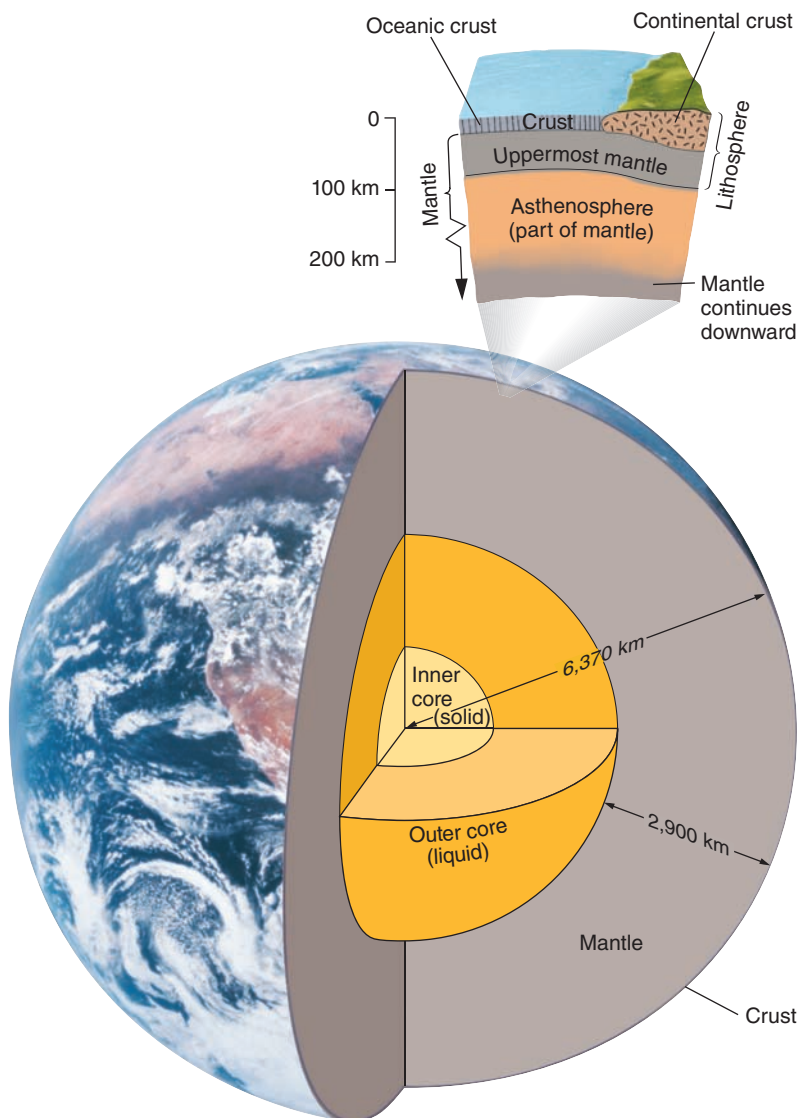 Oceanic crust
Continental crust
0
Crust
Uppermost mantle
Lithosphere
100 km
Mantle
Asthenosphere
(part of mantle)
200 km
Mantle
continues
downward
6,370 km
Inner
core
(solid)
2,900 km
Outer core
(liquid)
Mantle
Crust